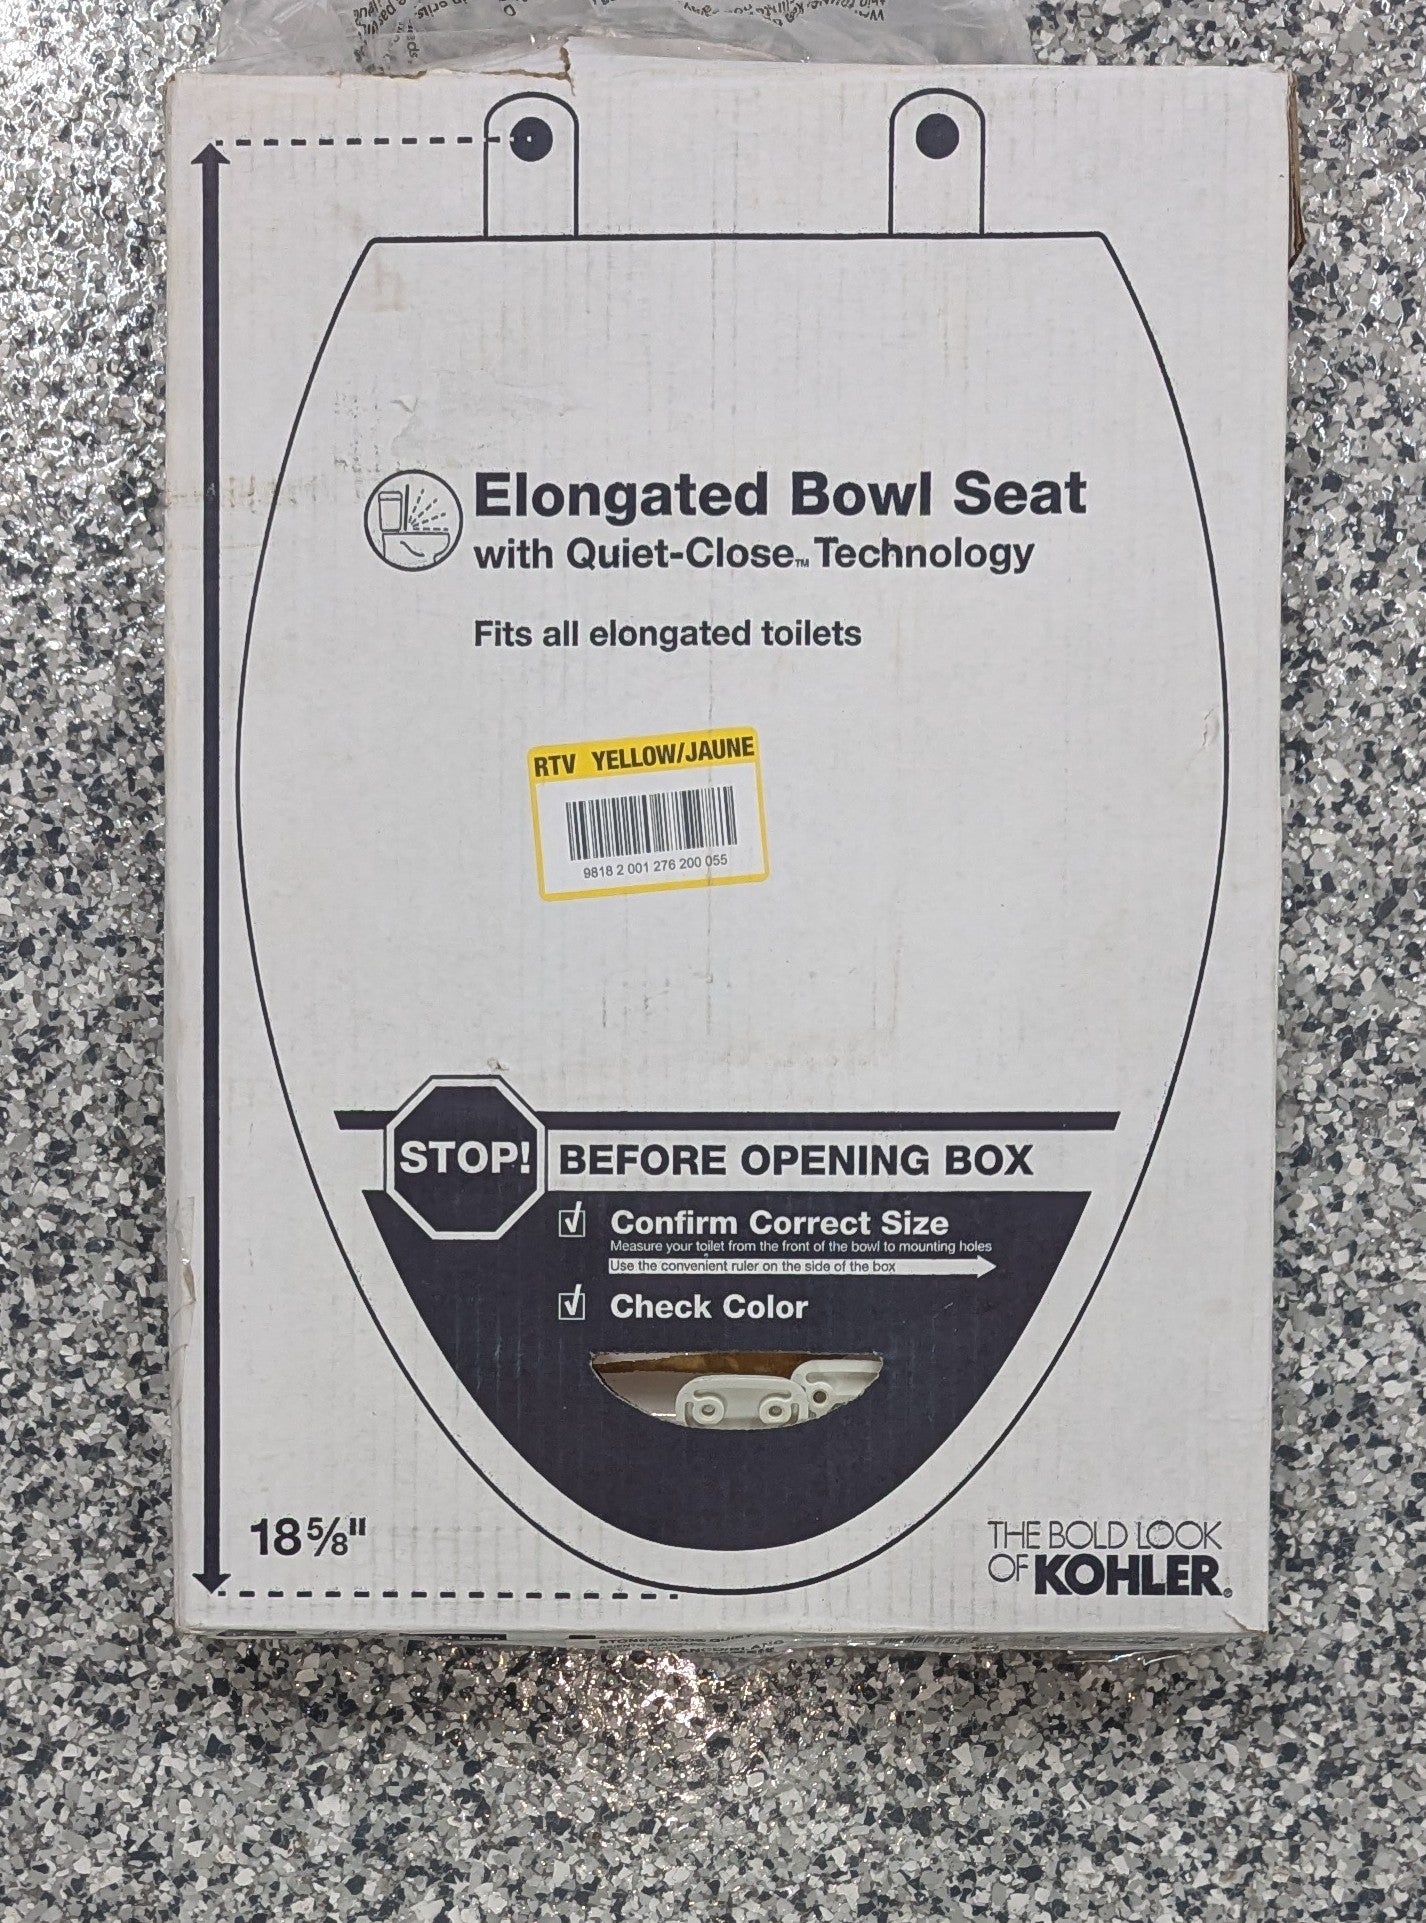 Elongated Bowl Seat
with Quiet-Close™ Technology
Fits all elongated toilets
RTV YELLOW/JAUNE
9818 2 001 276 200 055
STOP!
BEFORE OPENING BOX
Confirm Correct Size
Measure your toilet from the front of the bowl to mounting holes
Use the convenient ruler on the side of the box
Check Color
18 5/8"
THE BOLD LOOK
OF KOHLER®